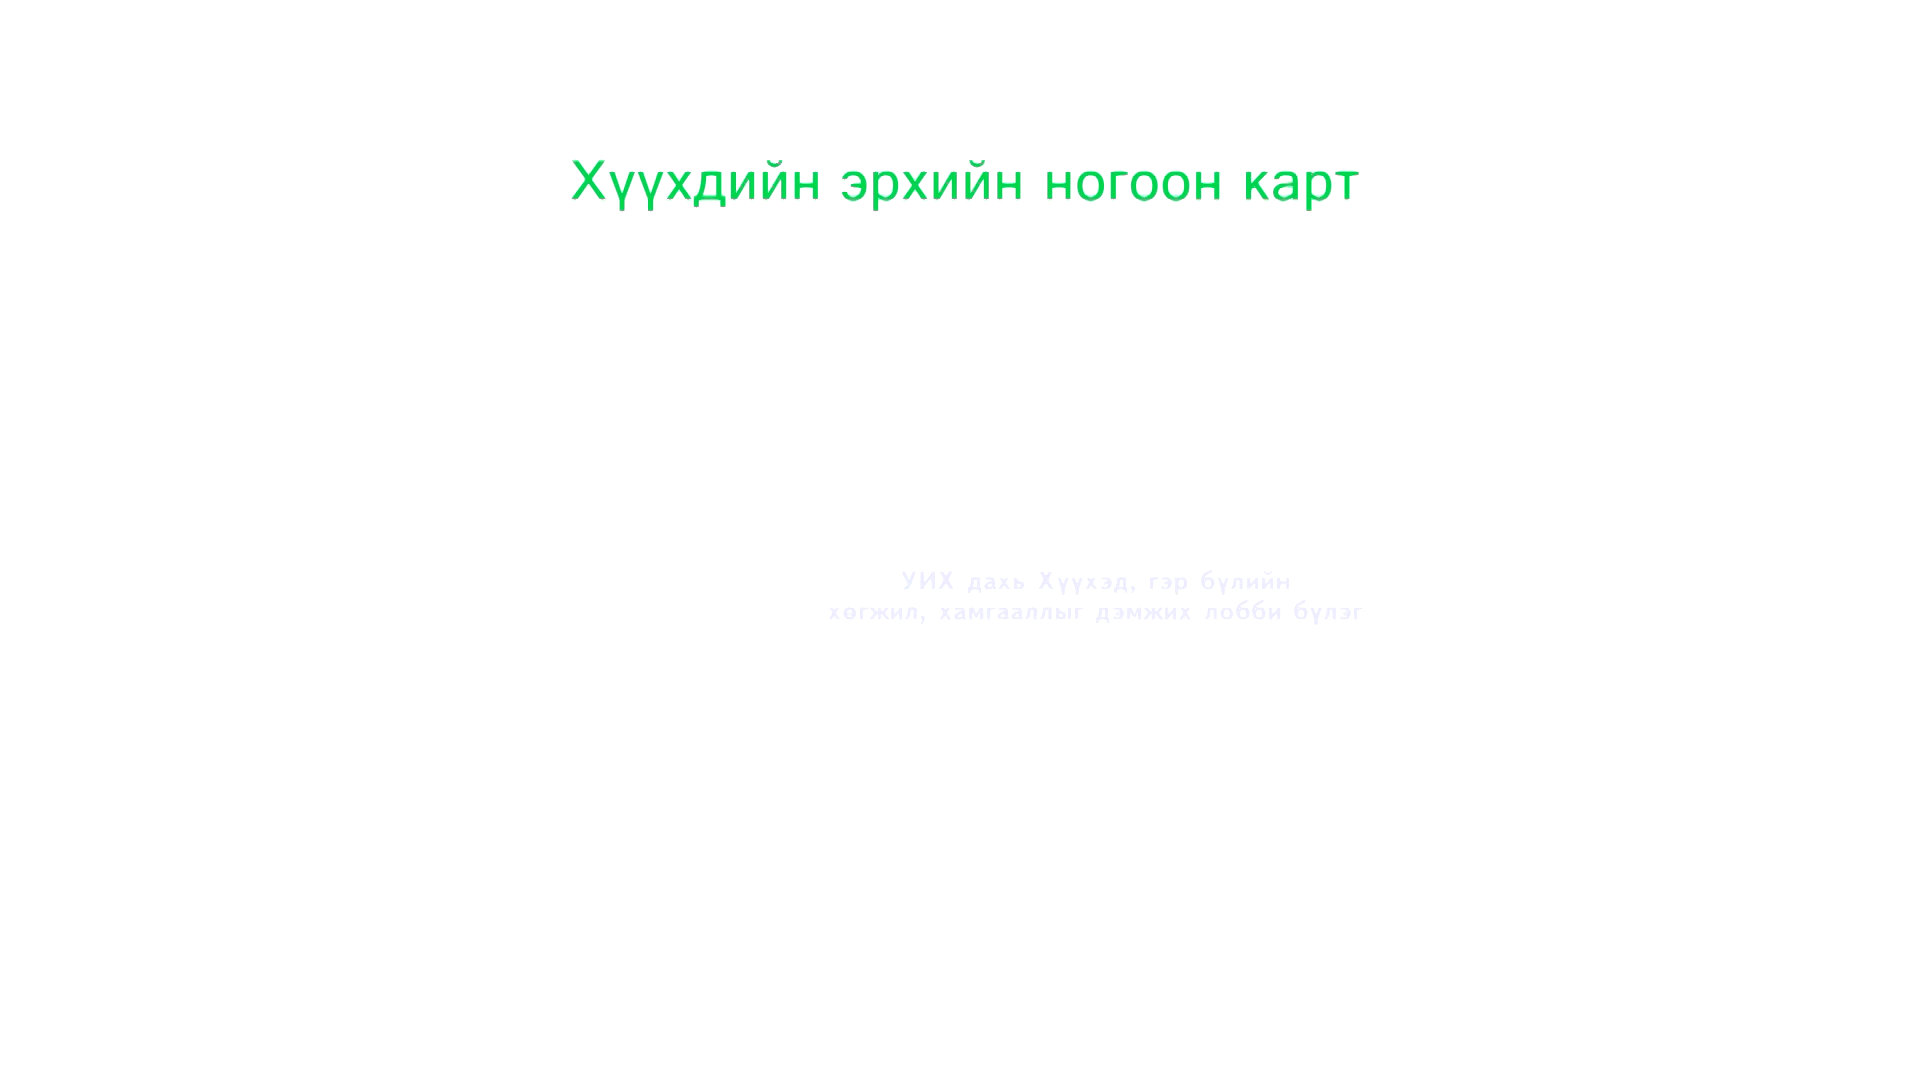 Хүүхдийн эрхийн ногоон карт
УИХ дахь Хүүхэд, гэр бүлийн
хөгжил, хамгааллыг дэмжих лобби бүлэг